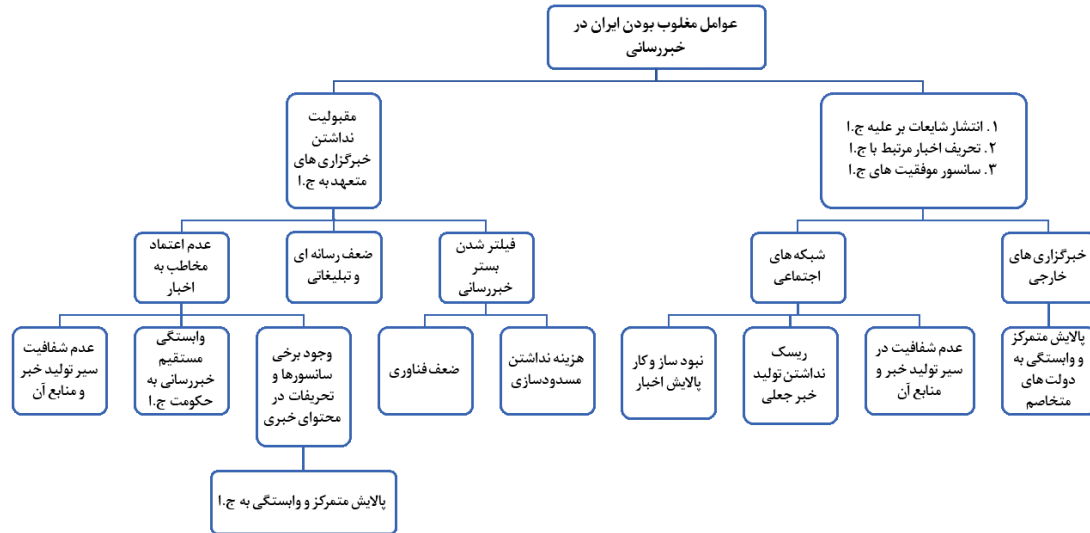 عوامل مغلوب بودن ایران در
خبررسانی
۱. انتشار شایعات بر علیه ج.ا
۲. تحریف اخبار مرتبط با ج.ا
۳. سانسور موفقیت های ج.ا
مقبولیت
نداشتن
خبرگزاری های
متعهد به ج.ا
خبرگزاری های
خارجی
شبکه های
اجتماعی
فیلتر شدن
بستر
خبررسانی
ضعف رسانه ای
و تبلیغاتی
عدم اعتماد
مخاطب به
اخبار
پالایش متمرکز
و وابستگی به
دولت های
متخاصم
عدم شفافیت در
سیر تولید خبر و
منابع آن
ریسک
نداشتن تولید
خبر جعلی
نبود ساز و کار
پالایش اخبار
هزینه نداشتن
مسدودسازی
ضعف فناوری
وجود برخی
سانسورها و
تحریفات در
محتوای خبری
وابستگی
مستقیم
خبررسانی به
حکومت ج.ا
عدم شفافیت
سیر تولید خبر
و منابع آن
پالایش متمرکز و وابستگی به ج.ا